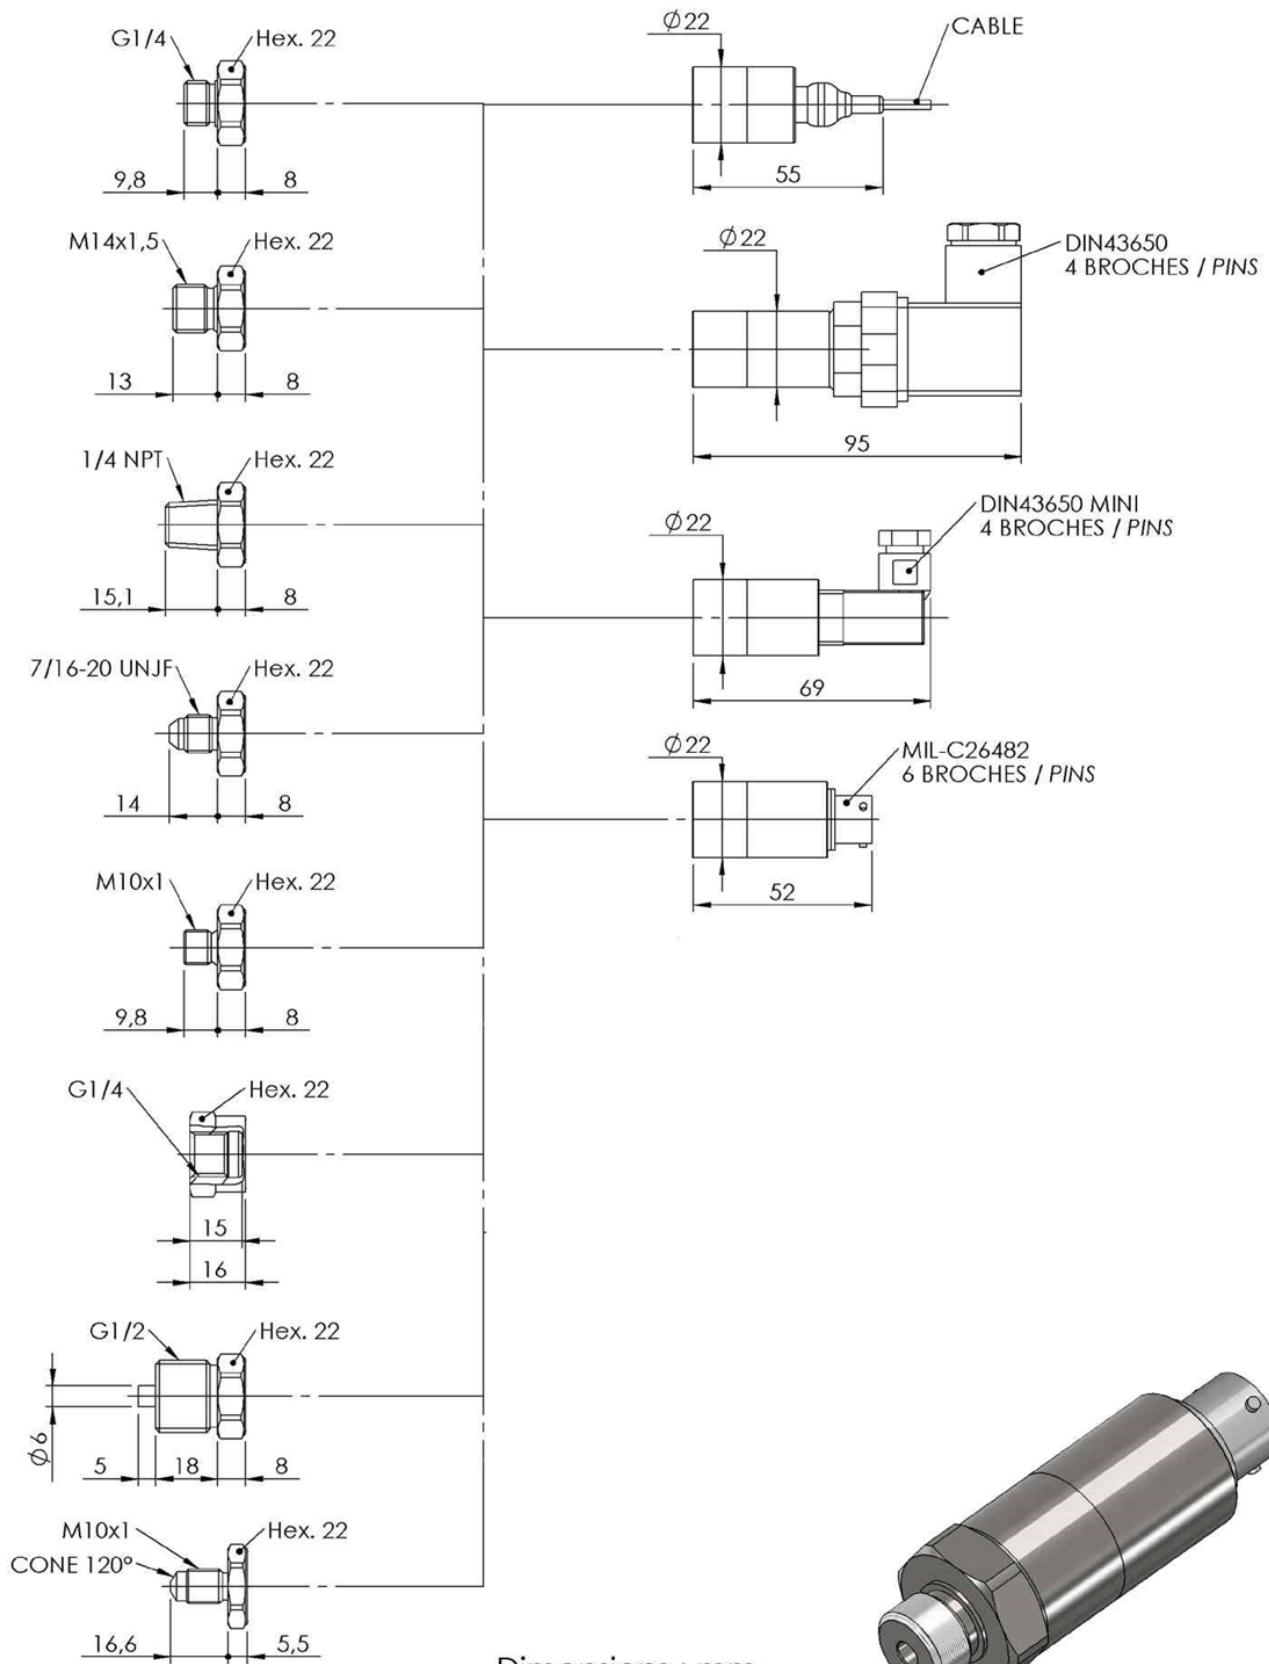 G1/4 Hex. 22
9,8 8
M14x1,5 Hex. 22
13 8
1/4 NPT Hex. 22
15,1 8
7/16-20 UNJF Hex. 22
14 8
M10x1 Hex. 22
9,8 8
G1/4 Hex. 22
15
16
G1/2 Hex. 22
Ø6
5 18 8
M10x1 Hex. 22
CONE 120°
16,6 5,5
Ø22 CABLE
55
Ø22 DIN43650
4 BROCHES / PINS
95
Ø22 DIN43650 MINI
4 BROCHES / PINS
69
Ø22 MIL-C26482
6 BROCHES / PINS
52
Dimensions : mm